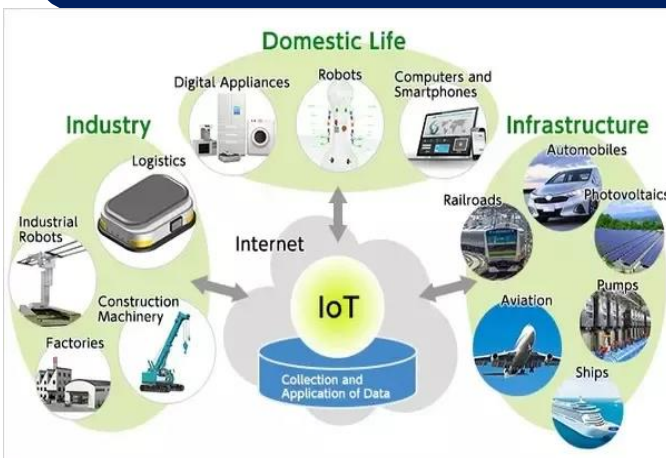 Domestic Life
Digital Appliances
Robots
Computers and
Smartphones
Industry
Logistics
Industrial
Robots
Construction
Machinery
Factories
Infrastructure
Automobiles
Railroads
Photovoltaics
Aviation
Pumps
Ships
Internet
IoT
Collection and
Application of Data